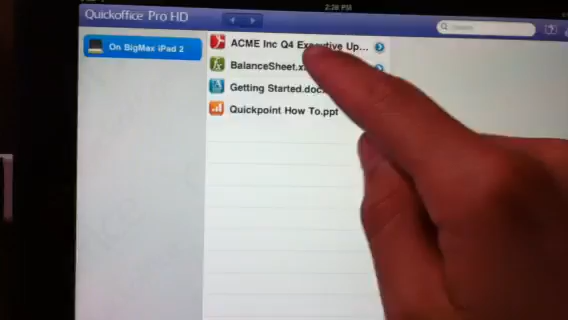 2:28 PM
Quickoffice Pro HD
Search
On BigMax iPad 2
ACME Inc Q4 Executive Up...
BalanceSheet.x
Getting Started.doc
Quickpoint How To.ppt